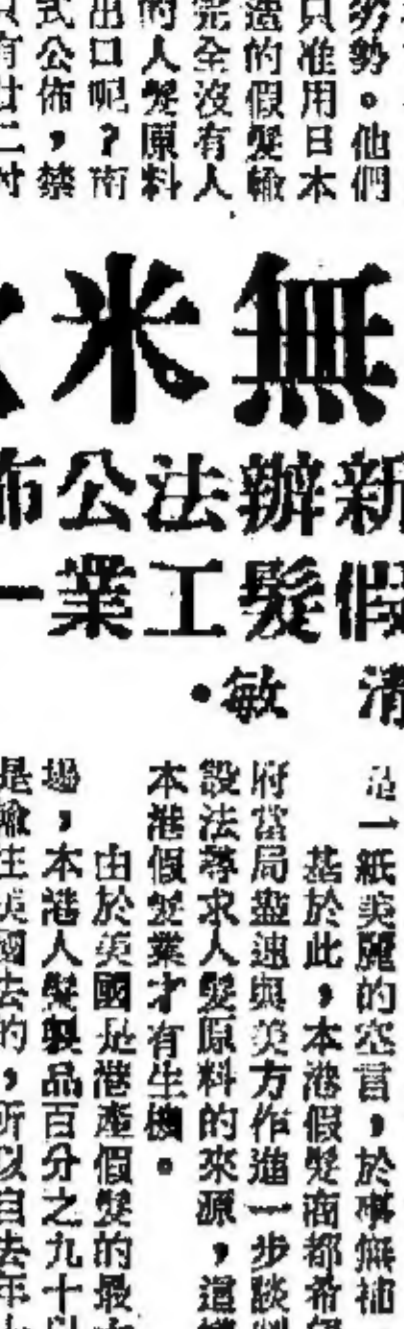 劣勢。他們
只准用日本
造的假髮輸
完全沒有人
的人髮原料
出口呢?南
式公佈,禁
無米
新辦法公佈
假髮工業一
清 敏·
一紙美麗的空言,於事無補
基於此,本港假髮商都希
府當局盡速與美方作進一步談
設法尋求人髮原料的來源,這
本港假髮業才有生機。
由於美國是港產假髮的最
場,本港人髮製品百分之九十
是輸往美國去的,所以自去年